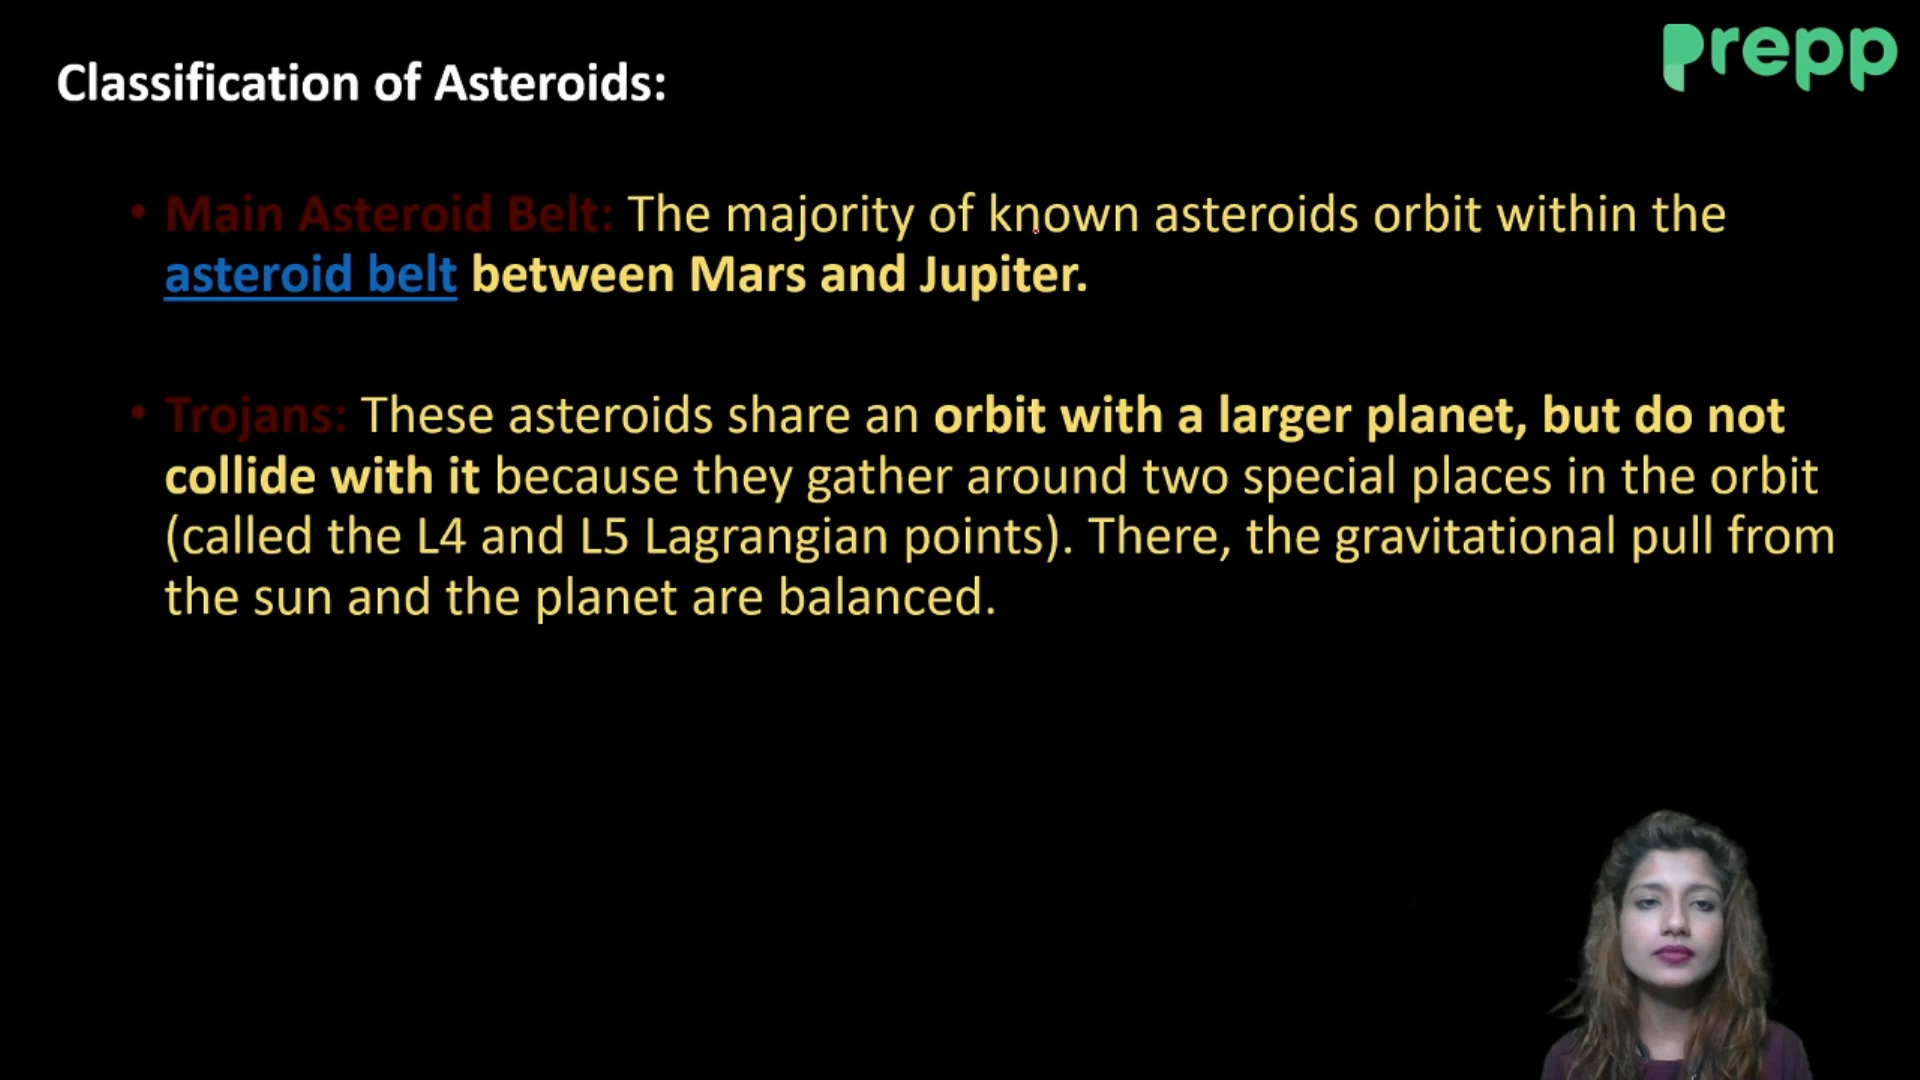 prepp
Classification of Asteroids:
• Main Asteroid Belt: The majority of known asteroids orbit within the
asteroid belt between Mars and Jupiter.
• Trojans: These asteroids share an orbit with a larger planet, but do not
collide with it because they gather around two special places in the orbit
(called the L4 and L5 Lagrangian points). There, the gravitational pull from
the sun and the planet are balanced.